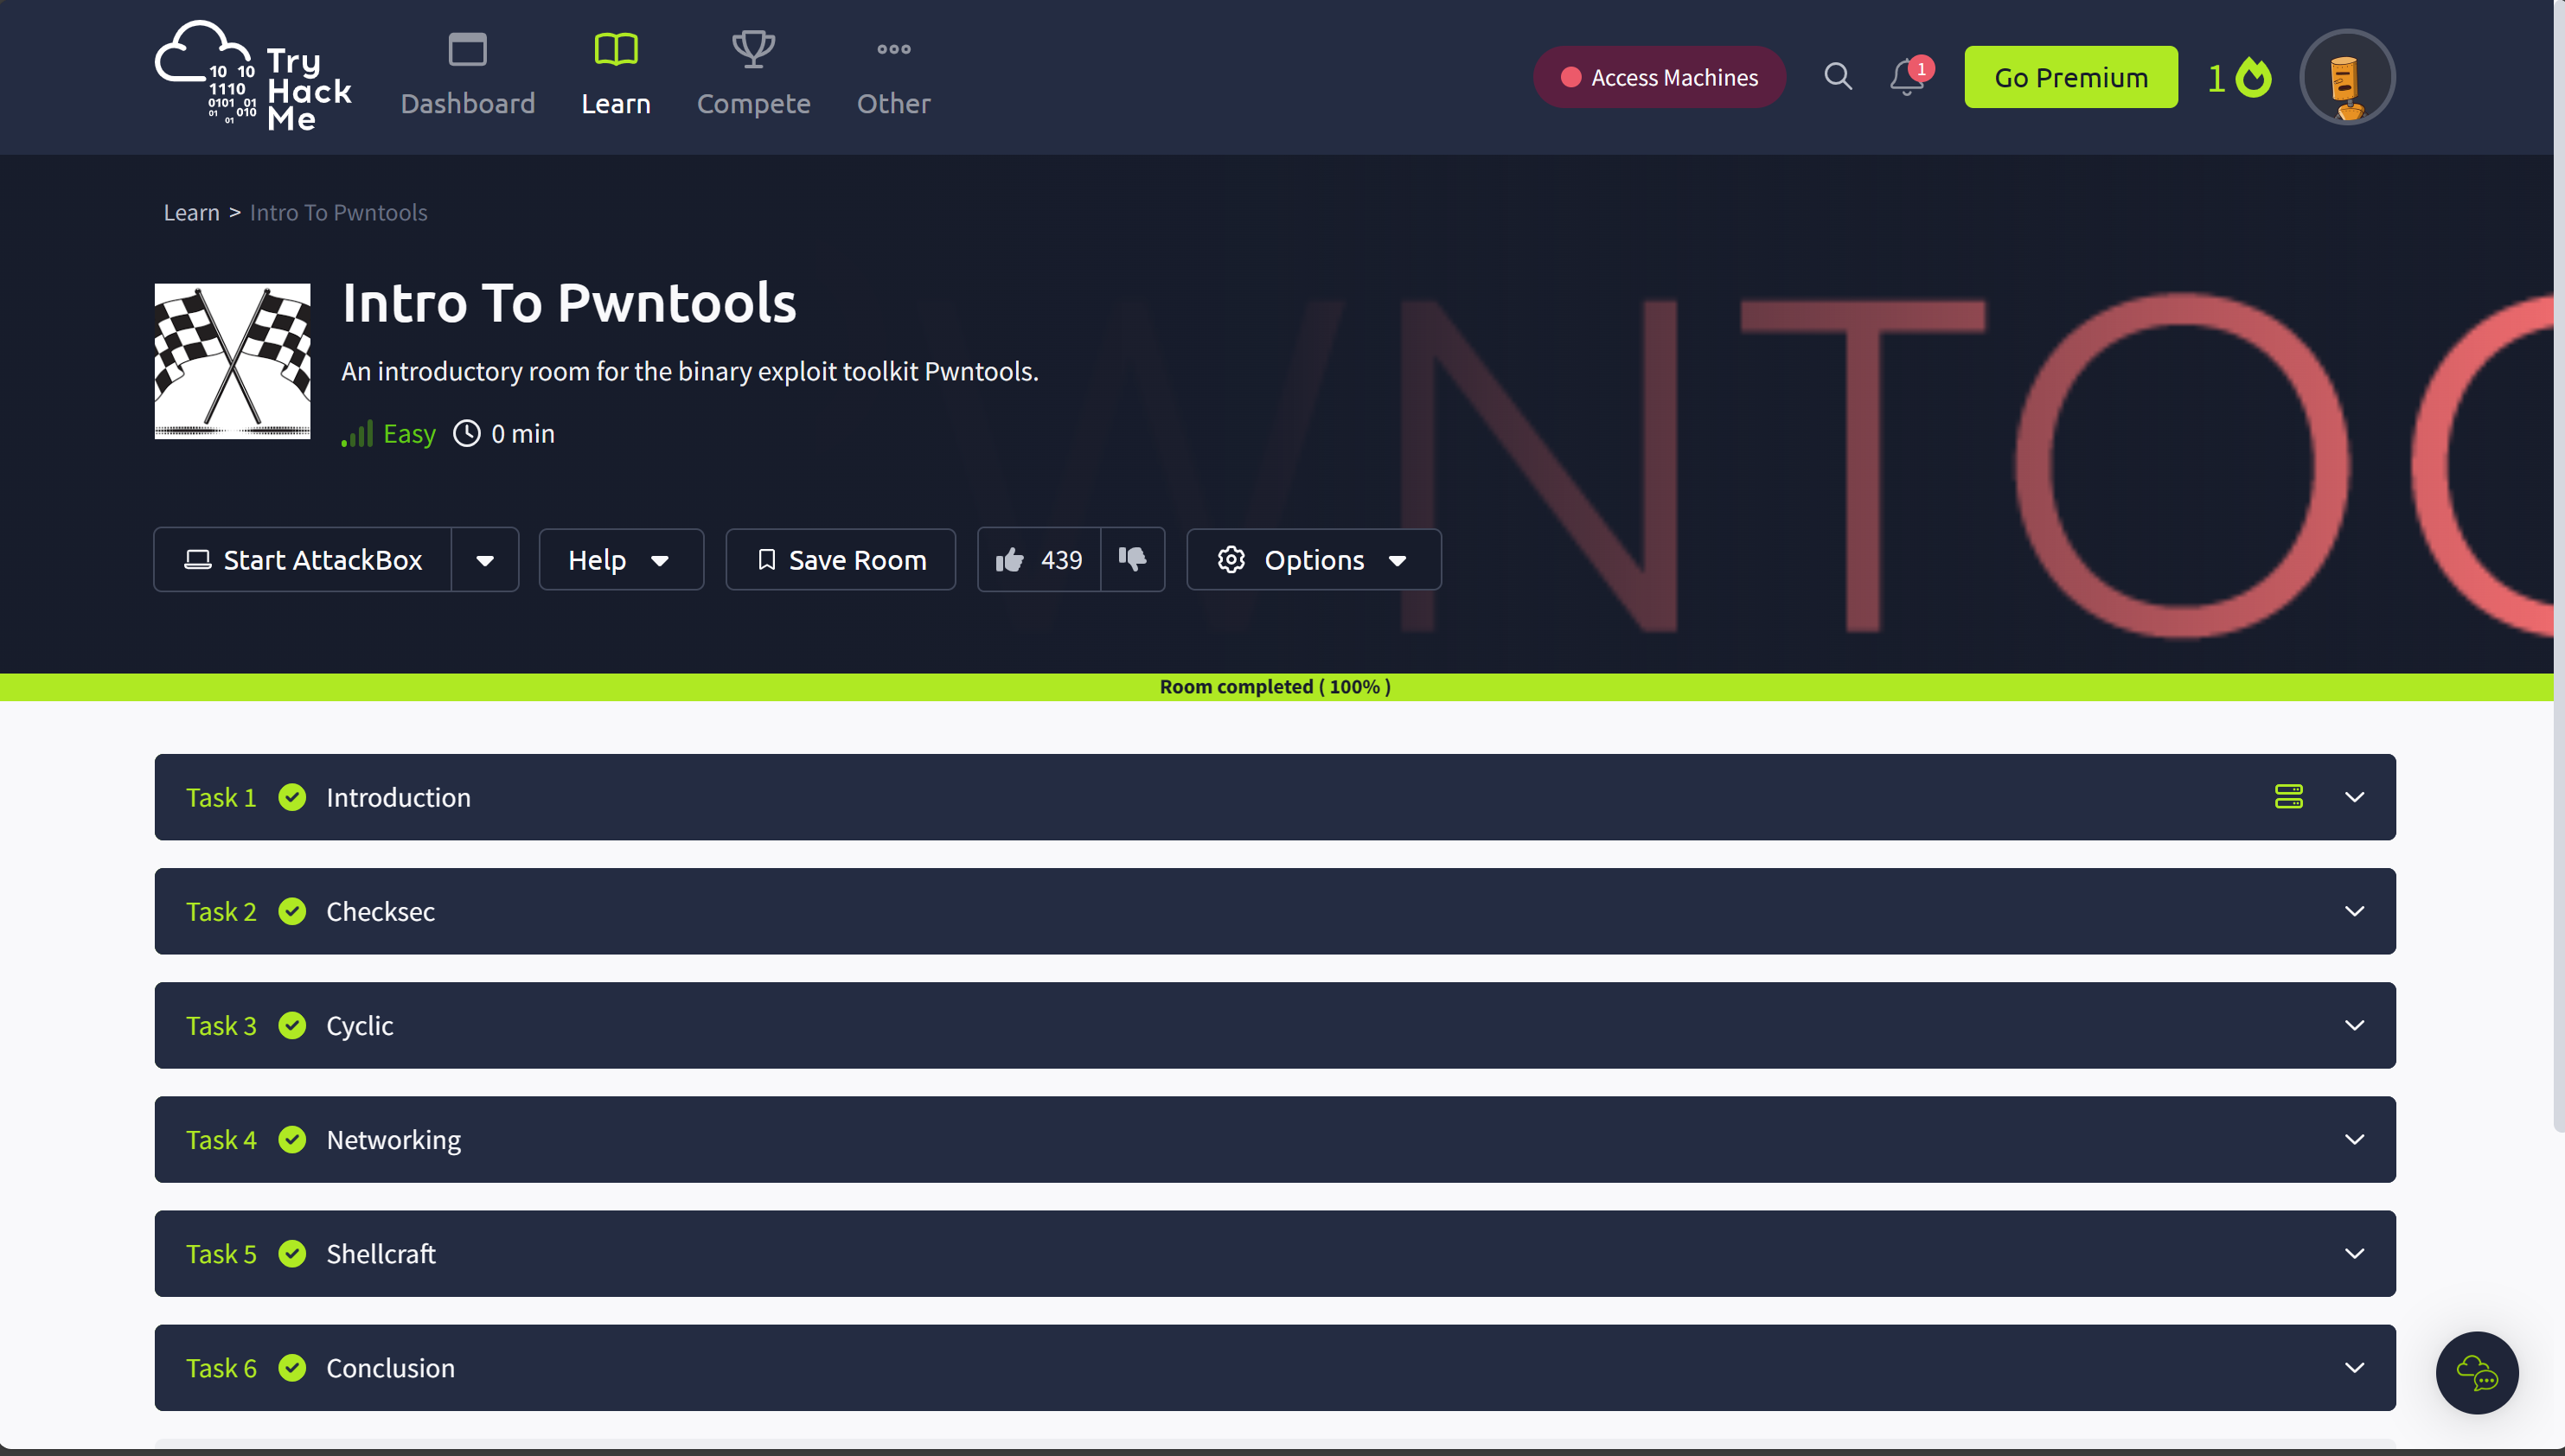 10 10
1110
0101 01
01 010
01
Try
Hack
Me
Dashboard
Learn
Compete
Other
Access Machines
1
Go Premium
1
Learn > Intro To Pwntools
Intro To Pwntools
An introductory room for the binary exploit toolkit Pwntools.
Easy 0 min
WNTOO
Start AttackBox
Help
Save Room
439
Options
Room completed ( 100% )
Task 1 Introduction
Task 2 Checksec
Task 3 Cyclic
Task 4 Networking
Task 5 Shellcraft
Task 6 Conclusion